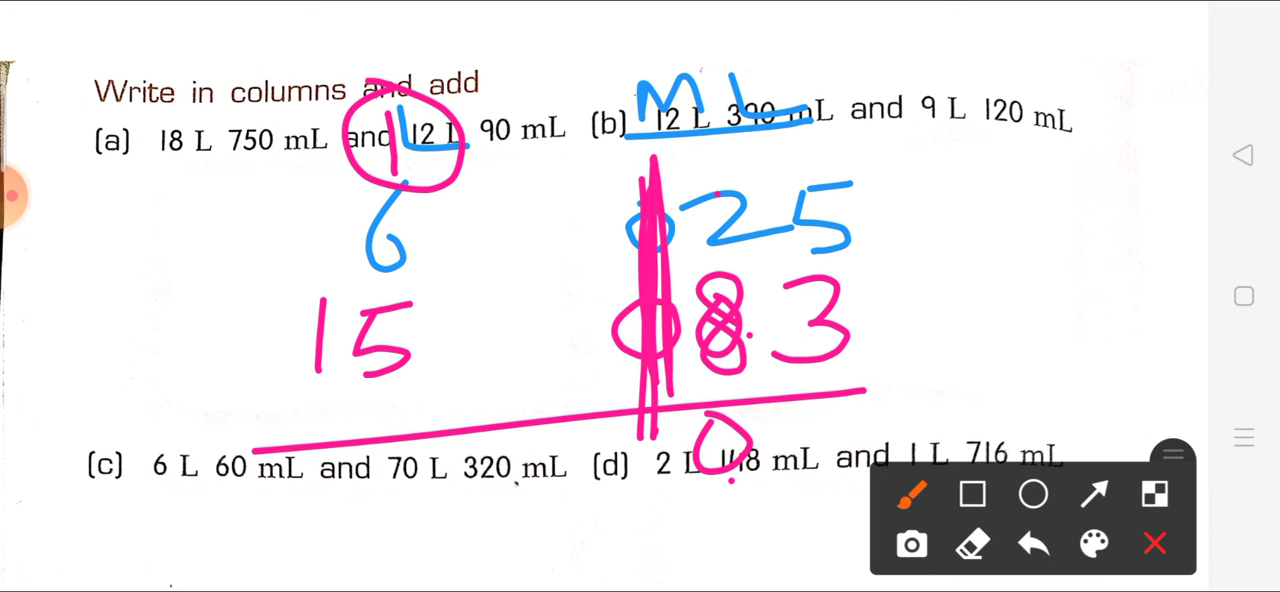 Write in columns and add
(a) 18 L 750 mL and 12 L 90 mL (b) 12 L 390 mL and 9 L 120 mL
L ML
1
6 025
15 083
0
(c) 6 L 60 mL and 70 L 320 mL (d) 2 L 148 mL and 1 L 716 mL